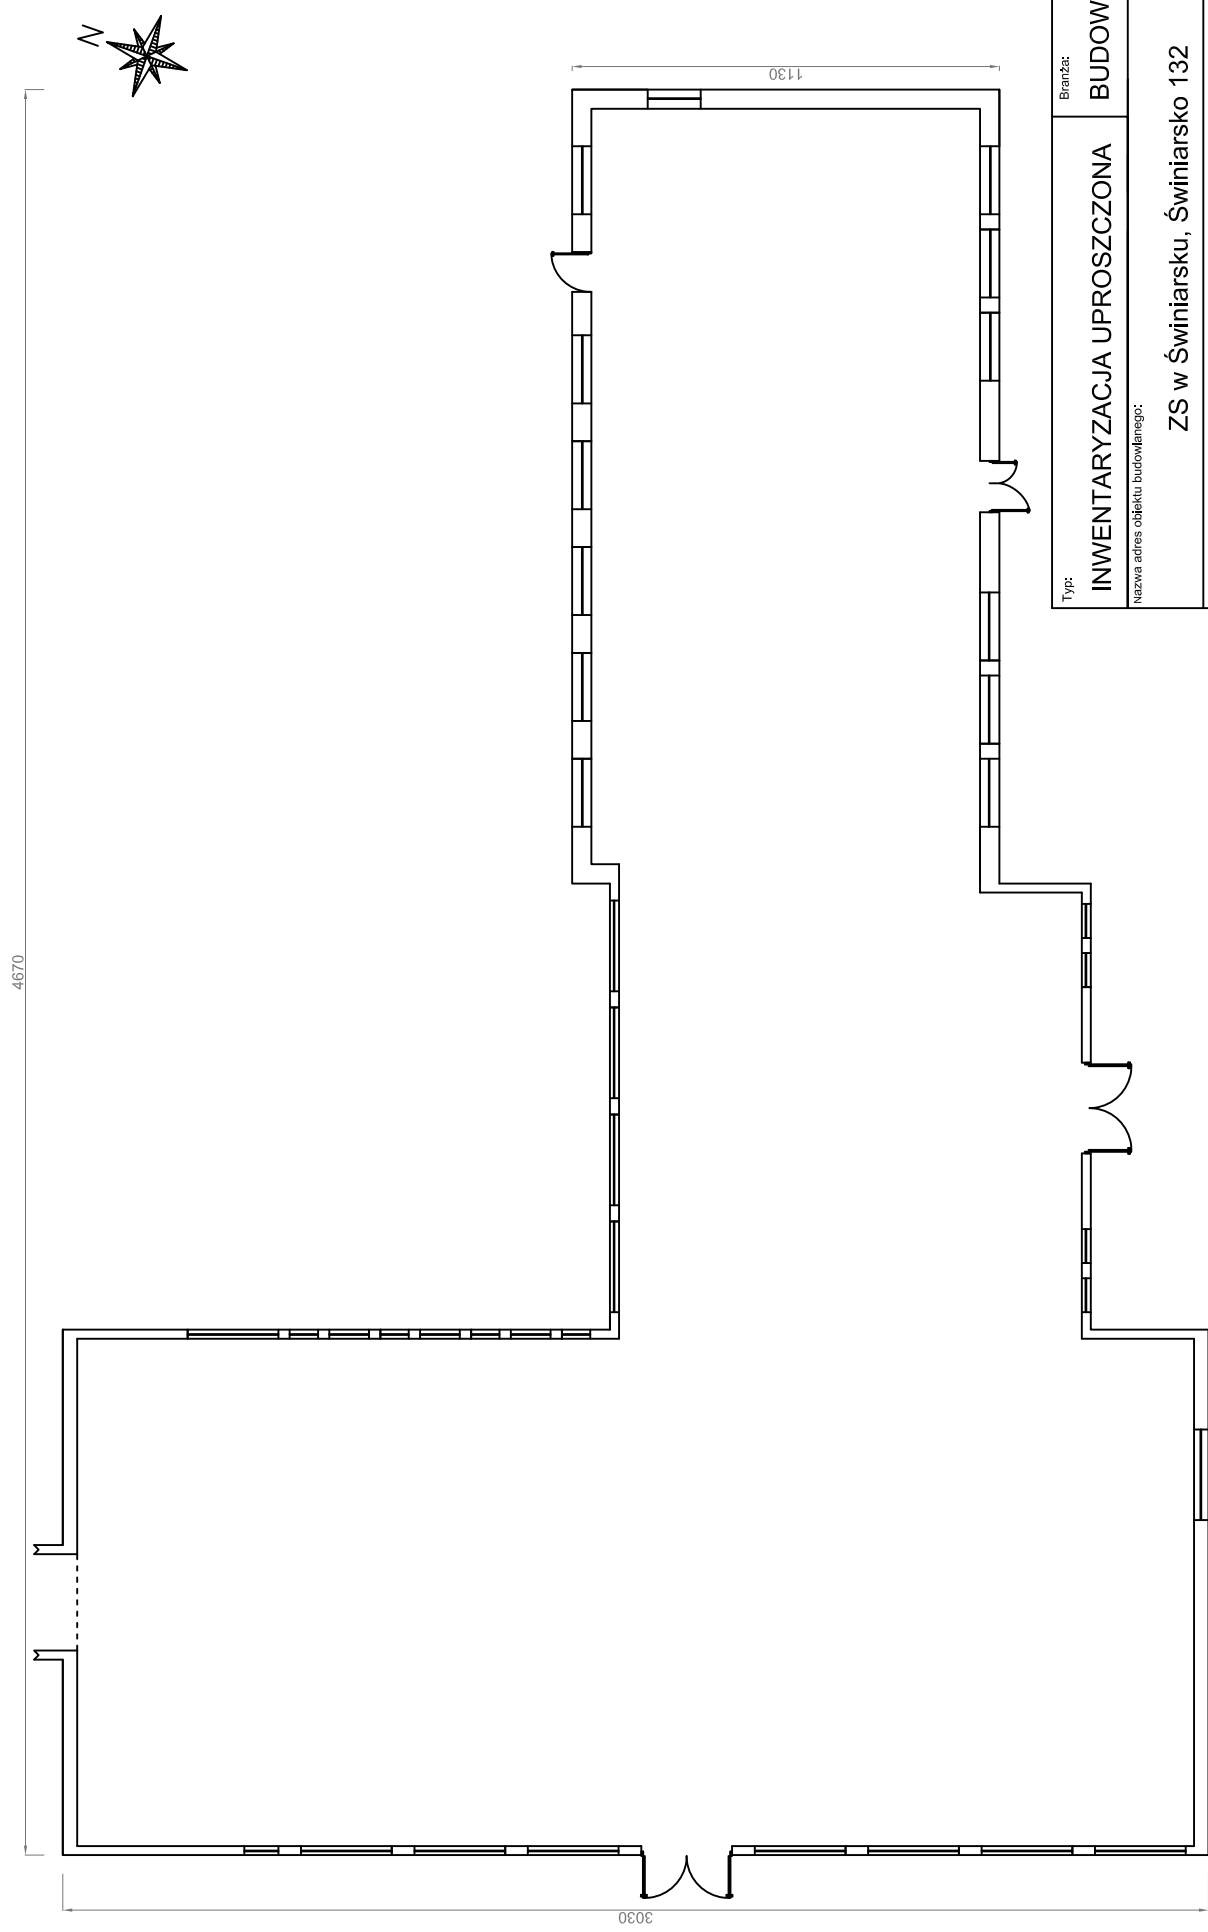 N
4670
1130
3030
Typ:
INWENTARYZACJA UPROSZCZONA
Branża:
BUDOW
Nazwa adres obiektu budowlanego:
ZS w Świniarsku, Świniarsko 132